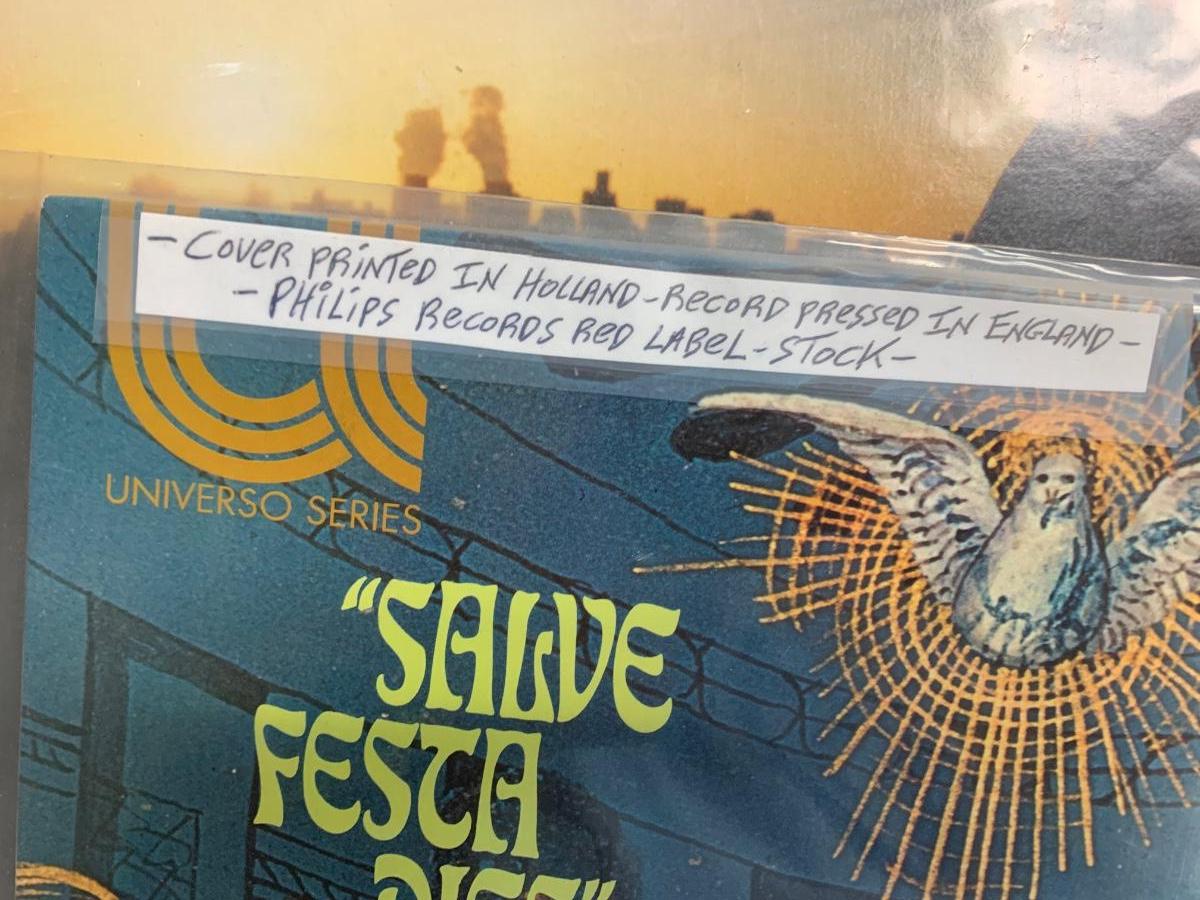 - COVER PRINTED IN HOLLAND - RECORD PRESSED IN ENGLAND -
- PHILIPS RECORDS RED LABEL - STOCK -
UNIVERSO SERIES
"SALVE
FESTA